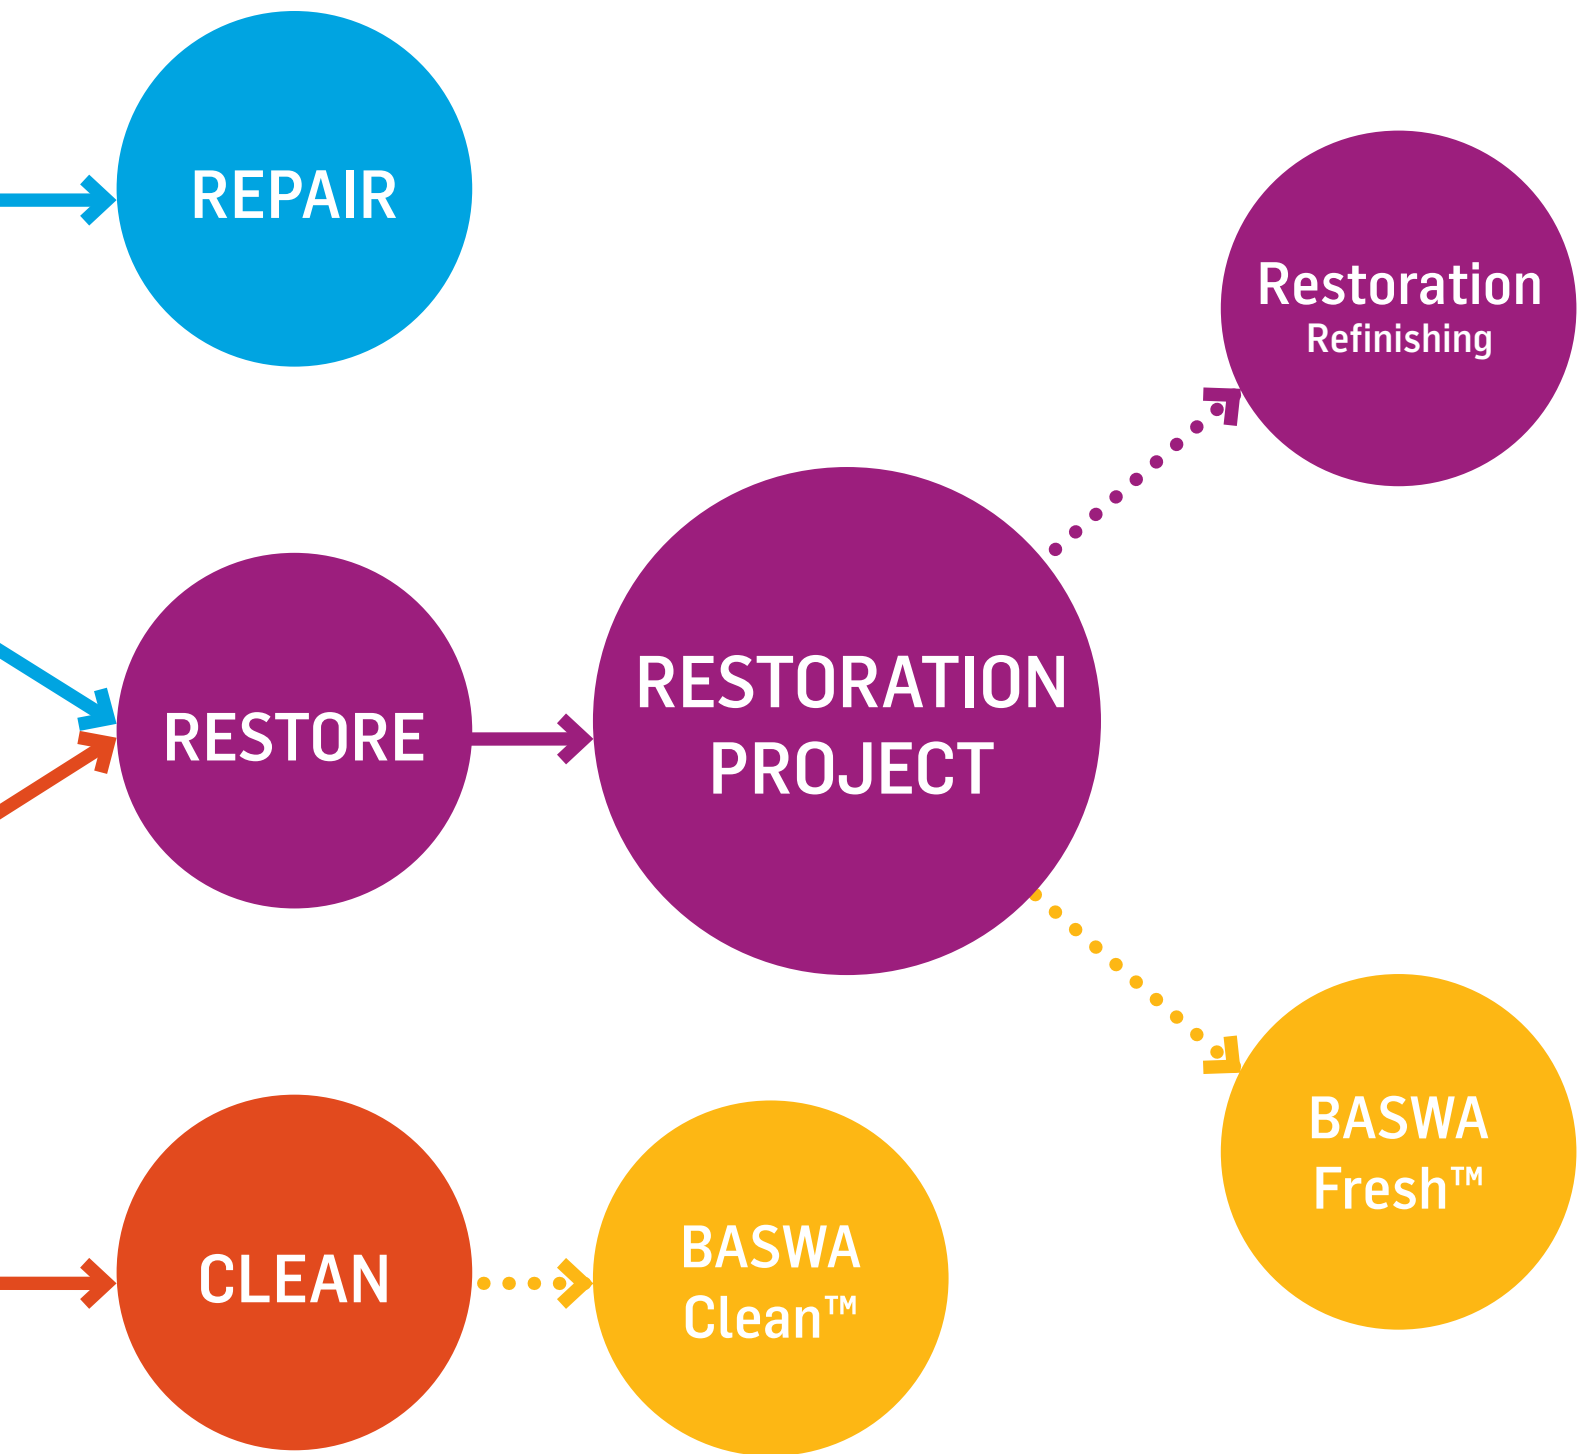 REPAIR
Restoration
Refinishing
RESTORE
RESTORATION
PROJECT
CLEAN
BASWA
Clean™
BASWA
Fresh™